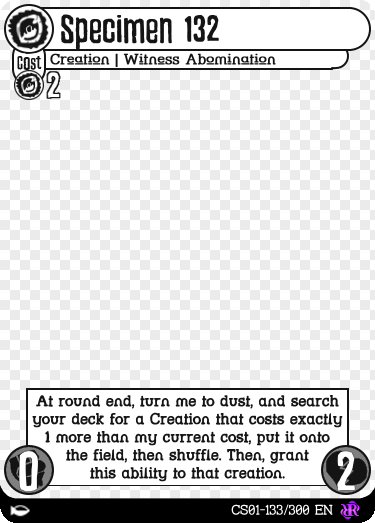 Specimen 132
Cost
Creation | Witness Abomination
2
At round end, turn me to dust, and search
your deck for a Creation that costs exactly
1 more than my current cost, put it onto
the field, then shuffle. Then, grant
this ability to that creation.
0
2
CS01-133/300 EN